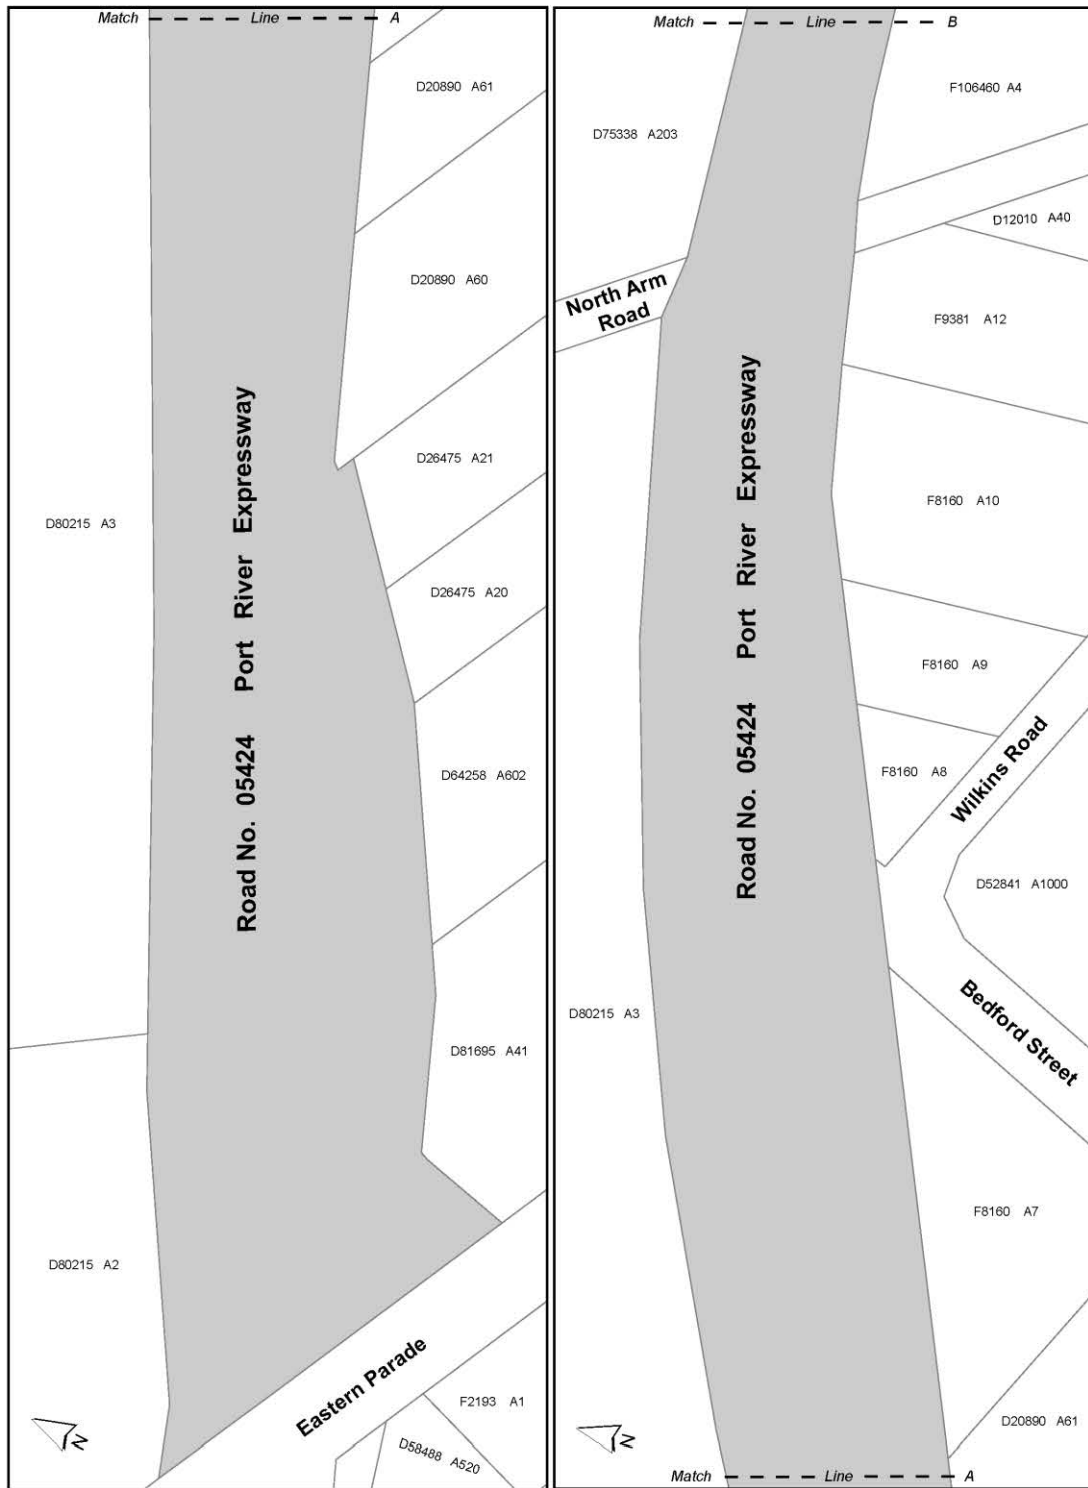 Match Line A
D20890 A61
D20890 A60
D26475 A21
D80215 A3
D26475 A20
Road No. 05424 Port River Expressway
D64258 A602
D81695 A41
D80215 A2
Eastern Parade
F2193 A1
D58488 A520
N
Match Line B
F106460 A4
D75338 A203
D12010 A40
North Arm
Road
F9381 A12
F8160 A10
Road No. 05424 Port River Expressway
F8160 A9
F8160 A8
Wilkins Road
D52841 A1000
Bedford Street
D80215 A3
F8160 A7
D20890 A61
N
Match Line A